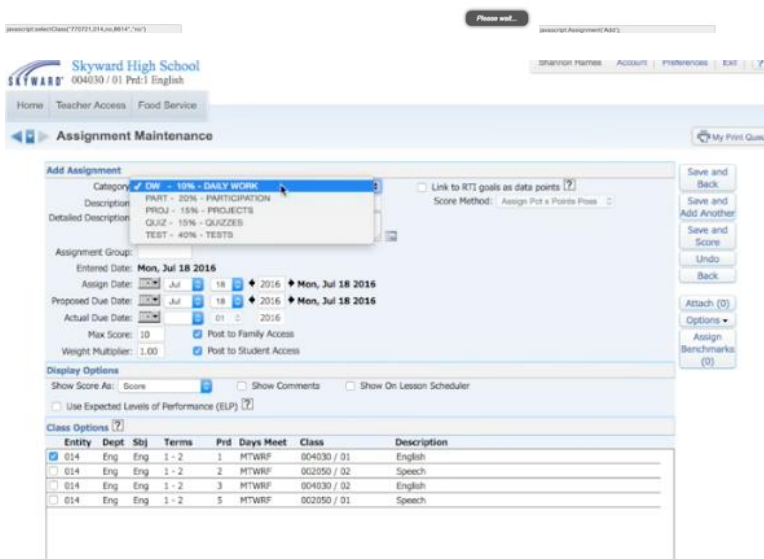 Please wait...
javascript:selectClass("770721,014,no,8614","no")
javascript:Assignment('Add');
Skyward High School
SKYWARD 004030 / 01 Prd:1 English
Shannon Account Preferences Exit ?
Home Teacher Access Food Service
Assignment Maintenance
My Print Queue
Add Assignment
Category ✓ DW - 10% - DAILY WORK
PART - 20% - PARTICIPATION
PROJ - 15% - PROJECTS
QUIZ - 15% - QUIZZES
TEST - 40% - TESTS
Link to RTI goals as data points ?
Description
Score Method: Assign Pct x Points Poss
Detailed Description
Assignment Group:
Entered Date: Mon, Jul 18 2016
Assign Date: Jul 18 2016 Mon, Jul 18 2016
Proposed Due Date: Jul 18 2016 Mon, Jul 18 2016
Actual Due Date: 01 2016
Max Score: 10 Post to Family Access
Weight Multiplier: 1.00 Post to Student Access
Save and Back
Save and Add Another
Save and Score
Undo
Back
Attach (0)
Options
Assign Benchmarks (0)
Display Options
Show Score As: Score Show Comments Show On Lesson Scheduler
Use Expected Levels of Performance (ELP) ?
Class Options ?
Entity Dept Sbj Terms Prd Days Meet Class Description
014 Eng Eng 1 - 2 1 MTWRF 004030 / 01 English
014 Eng Eng 1 - 2 2 MTWRF 002050 / 02 Speech
014 Eng Eng 1 - 2 3 MTWRF 004030 / 02 English
014 Eng Eng 1 - 2 5 MTWRF 002050 / 01 Speech